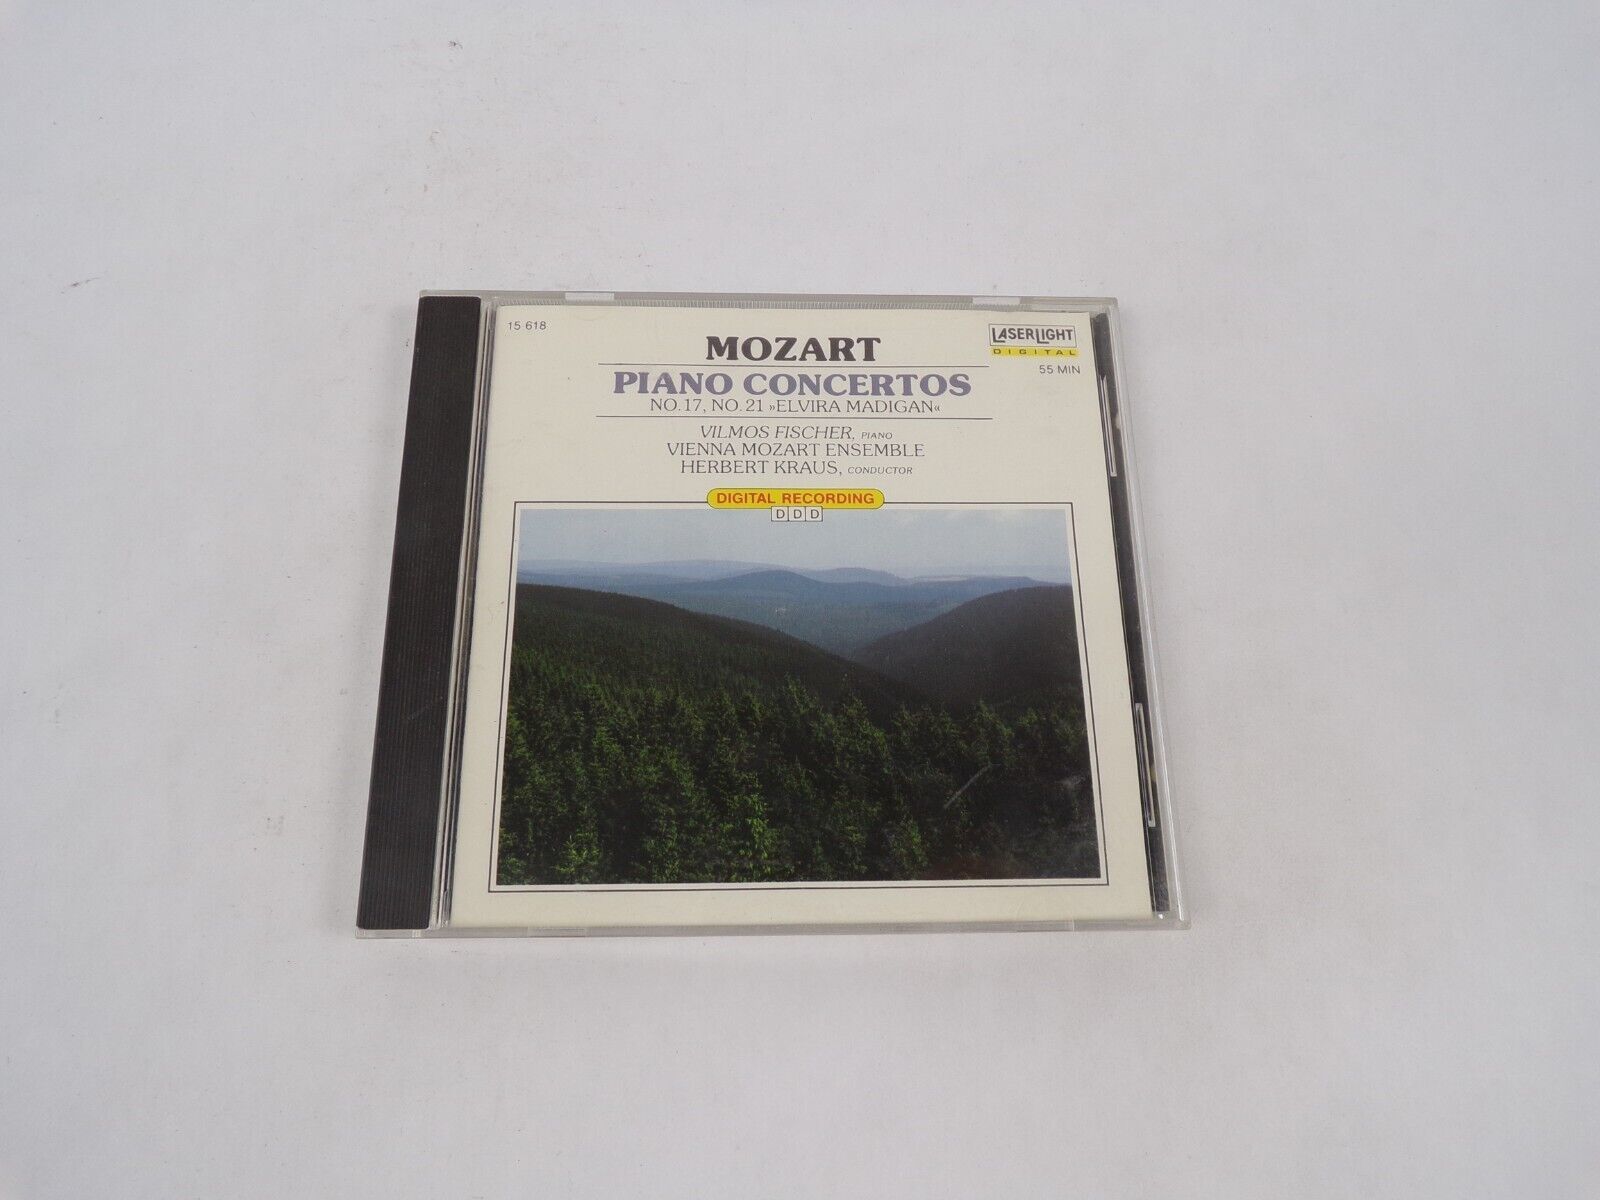 15 618
MOZART
LASERLIGHT
DIGITAL
55 MIN
PIANO CONCERTOS
NO. 17, NO. 21 »ELVIRA MADIGAN«
VILMOS FISCHER, PIANO
VIENNA MOZART ENSEMBLE
HERBERT KRAUS, CONDUCTOR
DIGITAL RECORDING
DDD